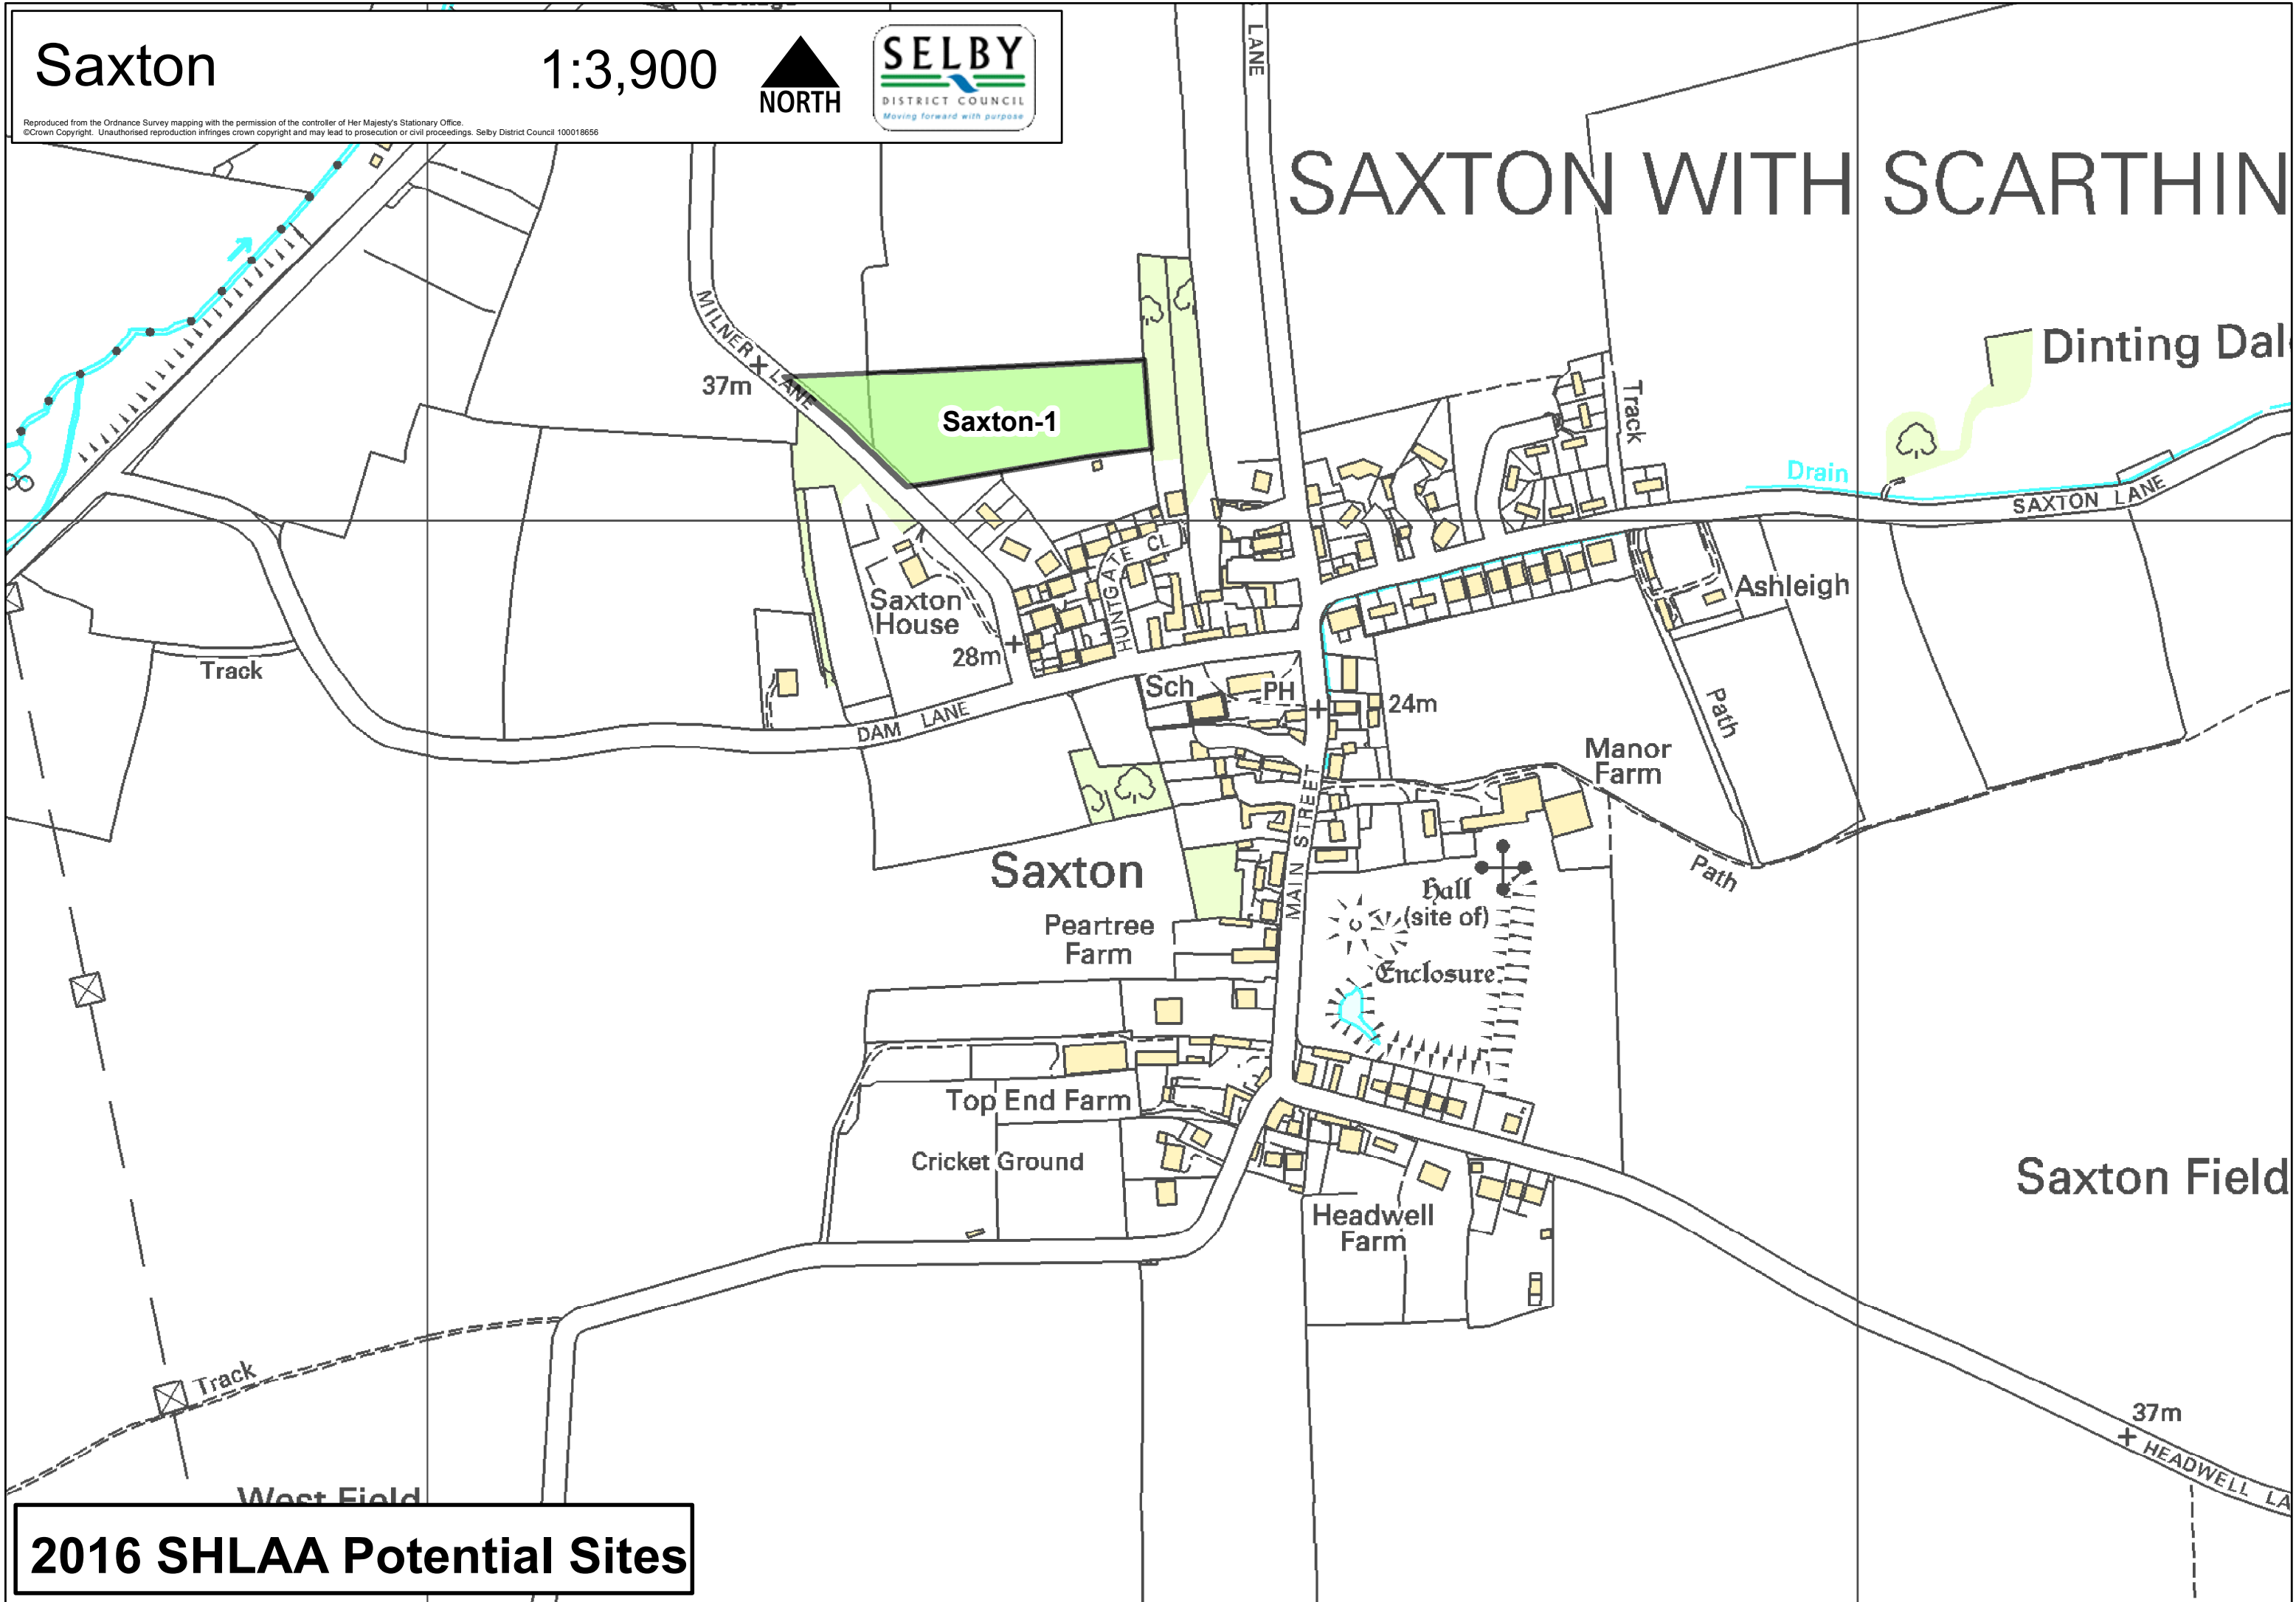 Saxton
1:3,900
NORTH
SELBY
DISTRICT COUNCIL
Moving forward with purpose
Reproduced from the Ordnance Survey mapping with the permission of the controller of Her Majesty's Stationary Office.
©Crown Copyright. Unauthorised reproduction infringes crown copyright and may lead to prosecution or civil proceedings. Selby District Council 100018656
LANE
SAXTON WITH SCARTHIN
MILNER LANE
37m
Saxton-1
Track
Dinting Dal
Drain
SAXTON LANE
HUNTGATE CL
Saxton
House
Ashleigh
28m
Track
Sch
PH
24m
DAM LANE
Path
Manor
Farm
MAIN STREET
Saxton
Path
Hall
(site of)
Peartree
Farm
Enclosure
Top End Farm
Cricket Ground
Saxton Field
Headwell
Farm
Track
37m
HEADWELL LA
West Field
2016 SHLAA Potential Sites